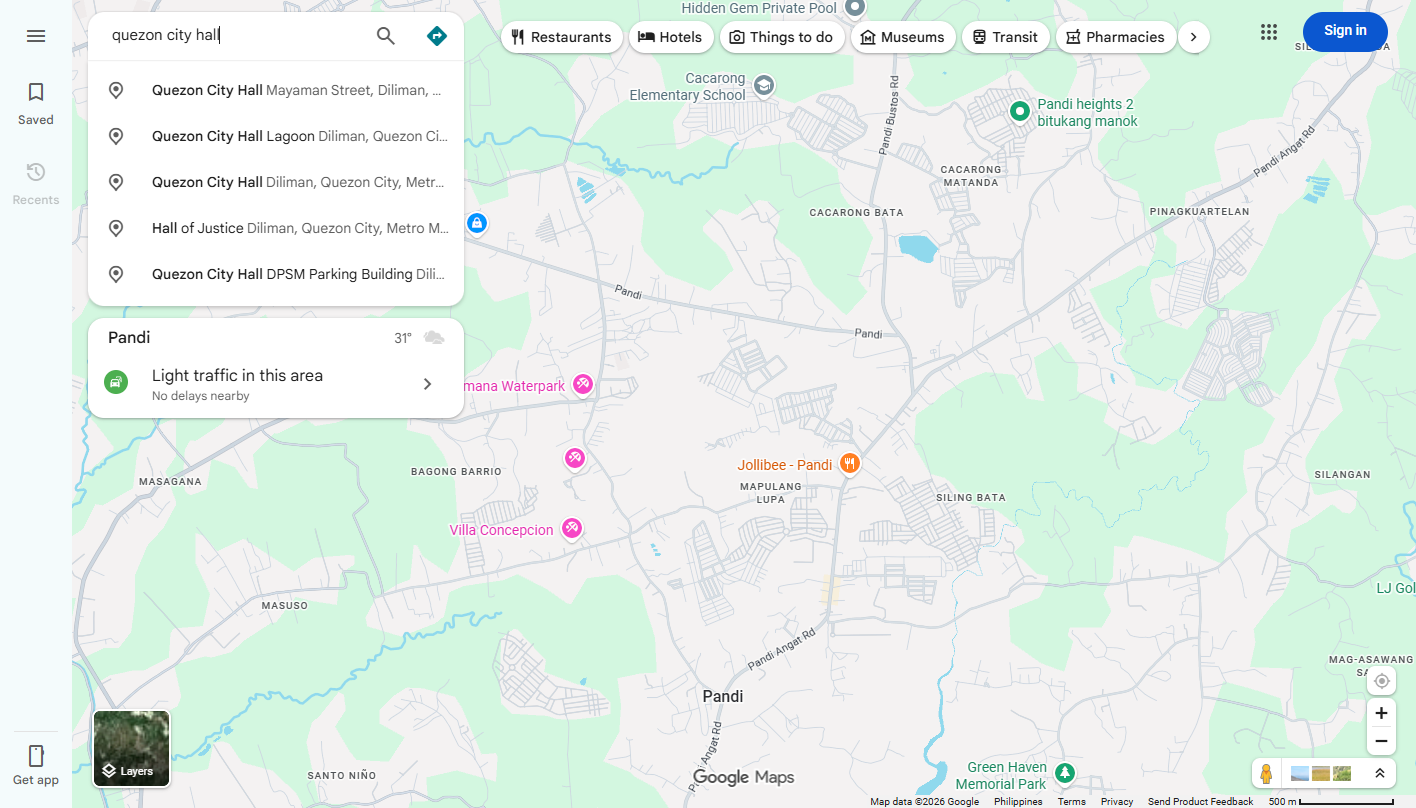 quezon city hall
Saved
Recents
Quezon City Hall Mayaman Street, Diliman, ...
Quezon City Hall Lagoon Diliman, Quezon Ci...
Quezon City Hall Diliman, Quezon City, Metr...
Hall of Justice Diliman, Quezon City, Metro M...
Quezon City Hall DPSM Parking Building Dili...
Pandi
31°
Light traffic in this area
No delays nearby
Restaurants
Hotels
Things to do
Museums
Transit
Pharmacies
Sign in
Hidden Gem Private Pool
Cacarong
Elementary School
Pandi Bustos Rd
Pandi heights 2
bitukang manok
Pandi Angat Rd
CACARONG
MATANDA
CACARONG BATA
PINAGKUARTELAN
Pandi
Pandi
mana Waterpark
Jollibee - Pandi
BAGONG BARRIO
MASAGANA
MAPULANG
LUPA
SILING BATA
SILANGAN
Villa Concepcion
LJ Gol
MASUSO
Pandi Angat Rd
MAG-ASAWANG
Pandi
Pandi Angat Rd
SANTO NIÑO
Green Haven
Memorial Park
Layers
Get app
Google Maps
Map data ©2026 Google
Philippines
Terms
Privacy
Send Product Feedback
500 m